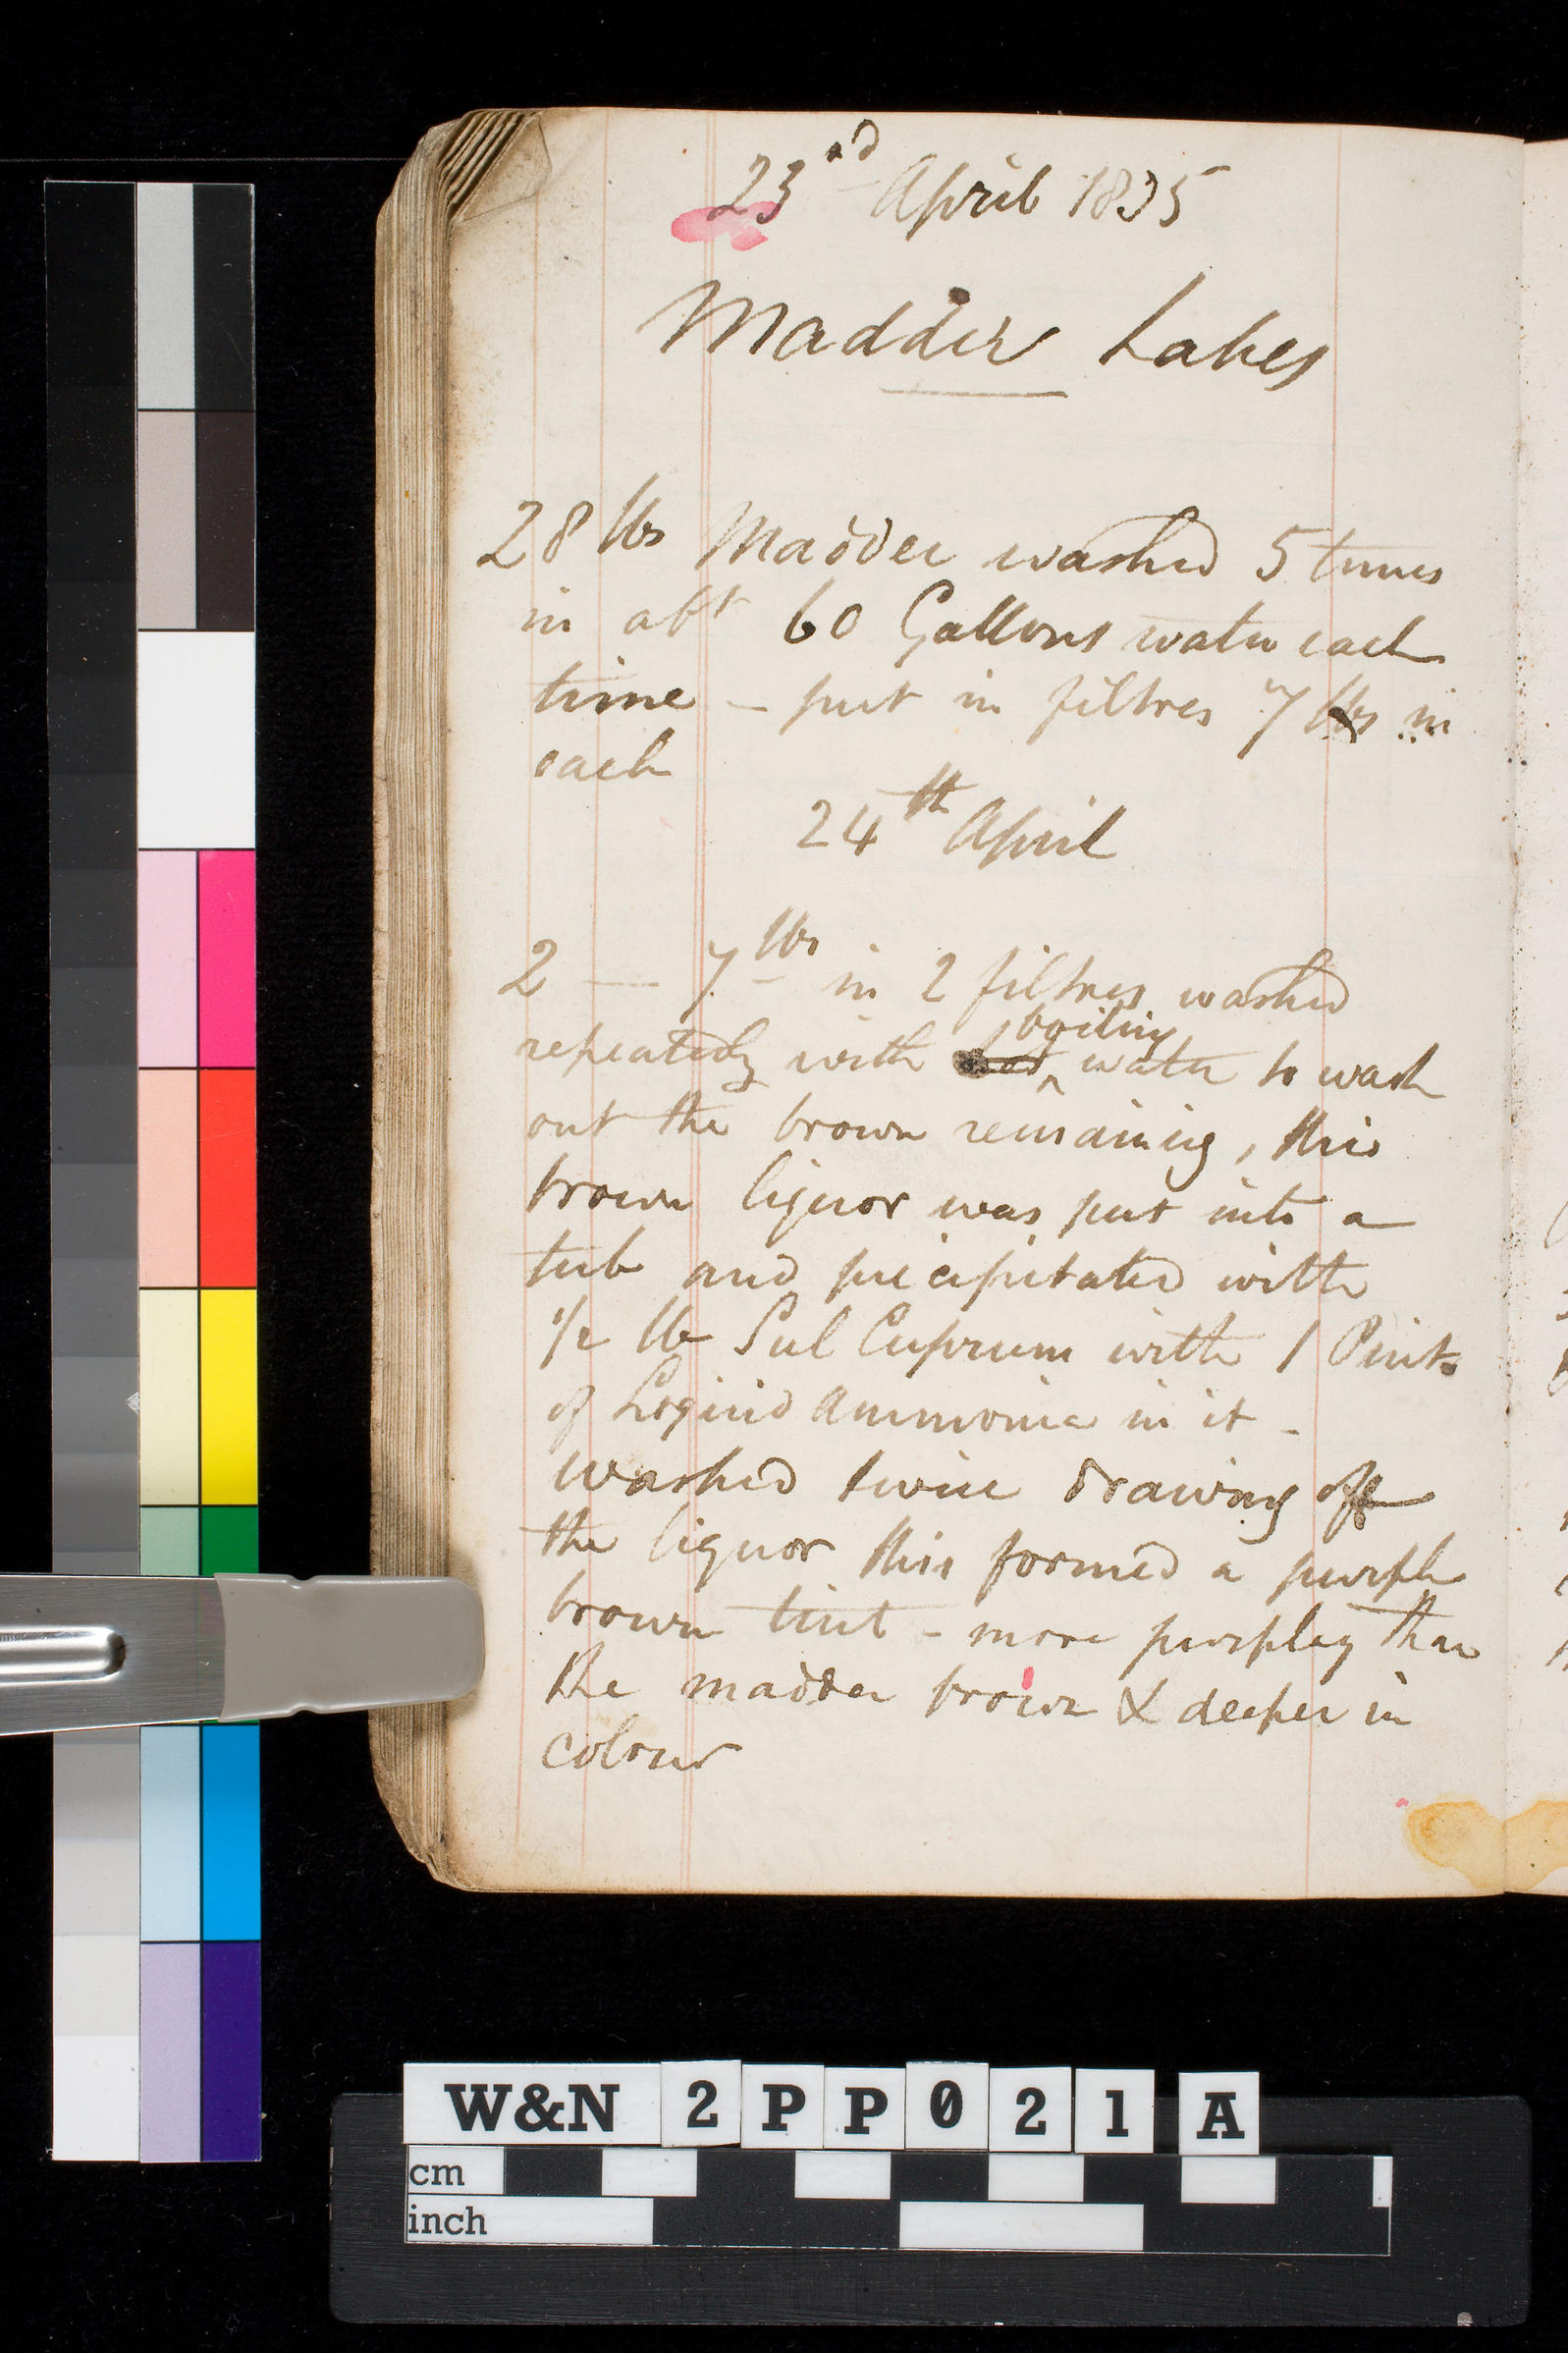 23rd April 1835
Madder Lakes
28 lbs Madder washed 5 times
in abt 60 Gallons water each
time – put in filtres 7 lbs in
each
24th April
2 — 7 lbs in 2 filtres washed
boiling
repeatedly with hot ^ water to wash
out the brown remaining, this
brown liquor was put into a
tub and precipitated with
1/2 lb Sul Cuprum with 1 Pint
of Loquid Ammonia in it –
washed twice drawing off
the liquor this formed a purple
brown tint – more purpley than
the madder brown & deeper in
colour
W&N 2PP021 A
cm
inch